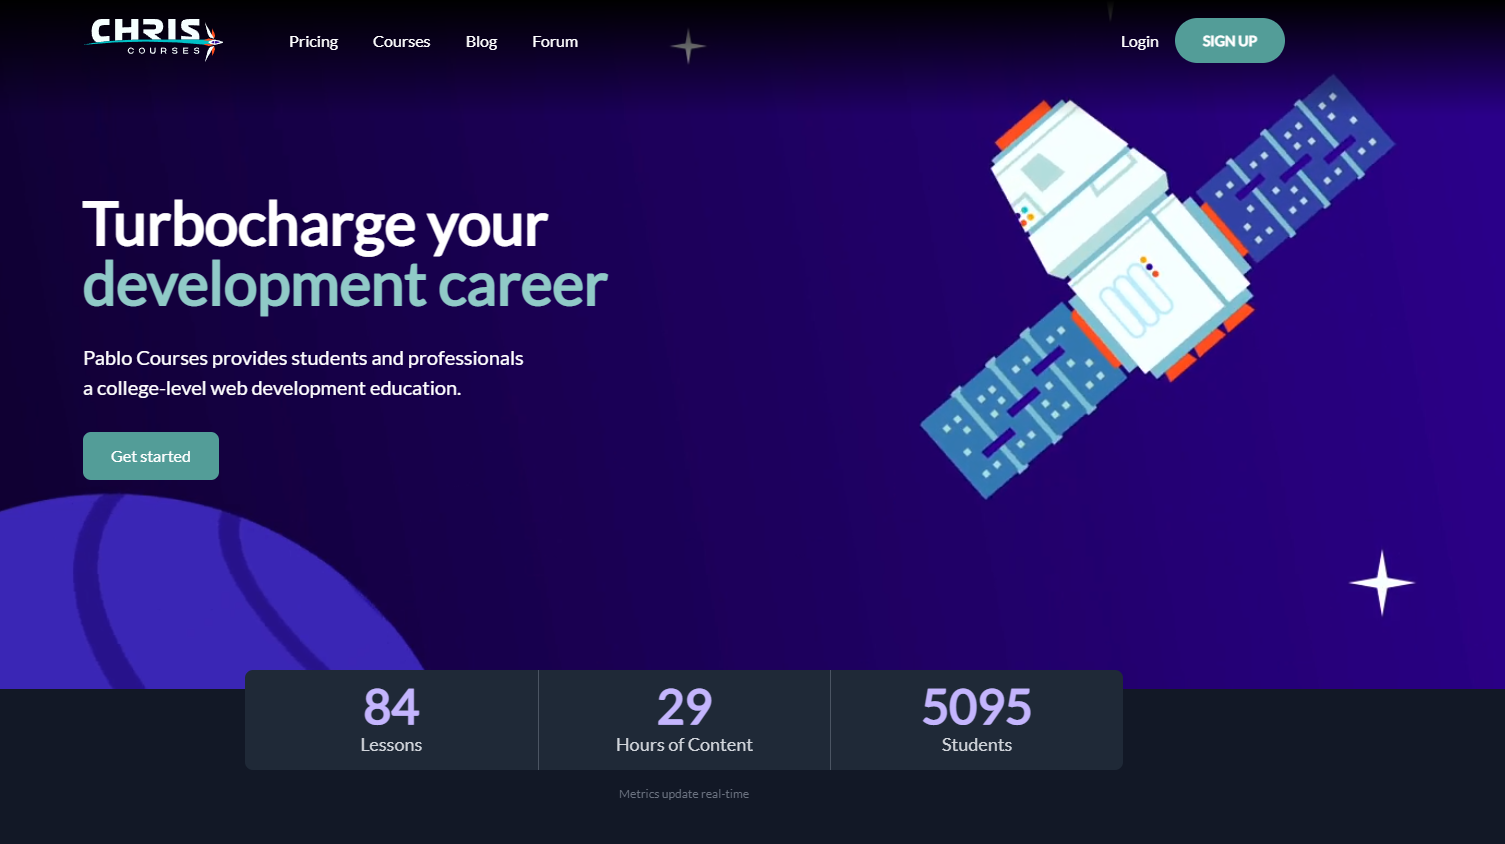 CHRIS
COURSES
Pricing
Courses
Blog
Forum
Login
SIGN UP
Turbocharge your
development career
Pablo Courses provides students and professionals
a college-level web development education.
Get started
84
Lessons
29
Hours of Content
5095
Students
Metrics update real-time